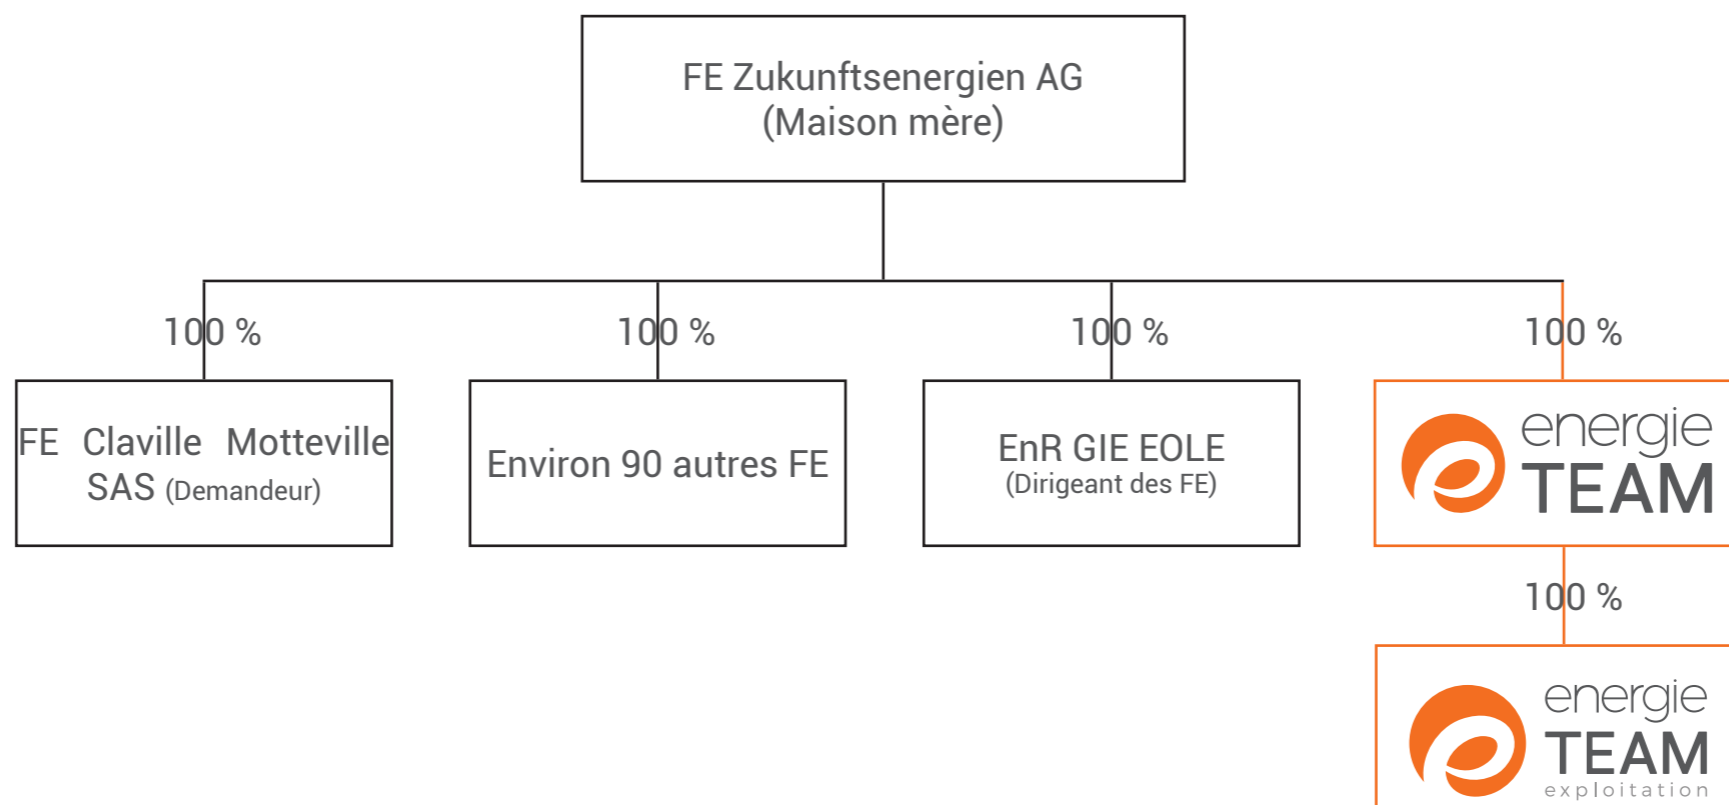 FE Zukunftsenergien AG
(Maison mère)
100 %
100 %
100 %
100 %
FE Claville Motteville
SAS (Demandeur)
Environ 90 autres FE
EnR GIE EOLE
(Dirigeant des FE)
energie
TEAM
100 %
energie
TEAM
exploitation